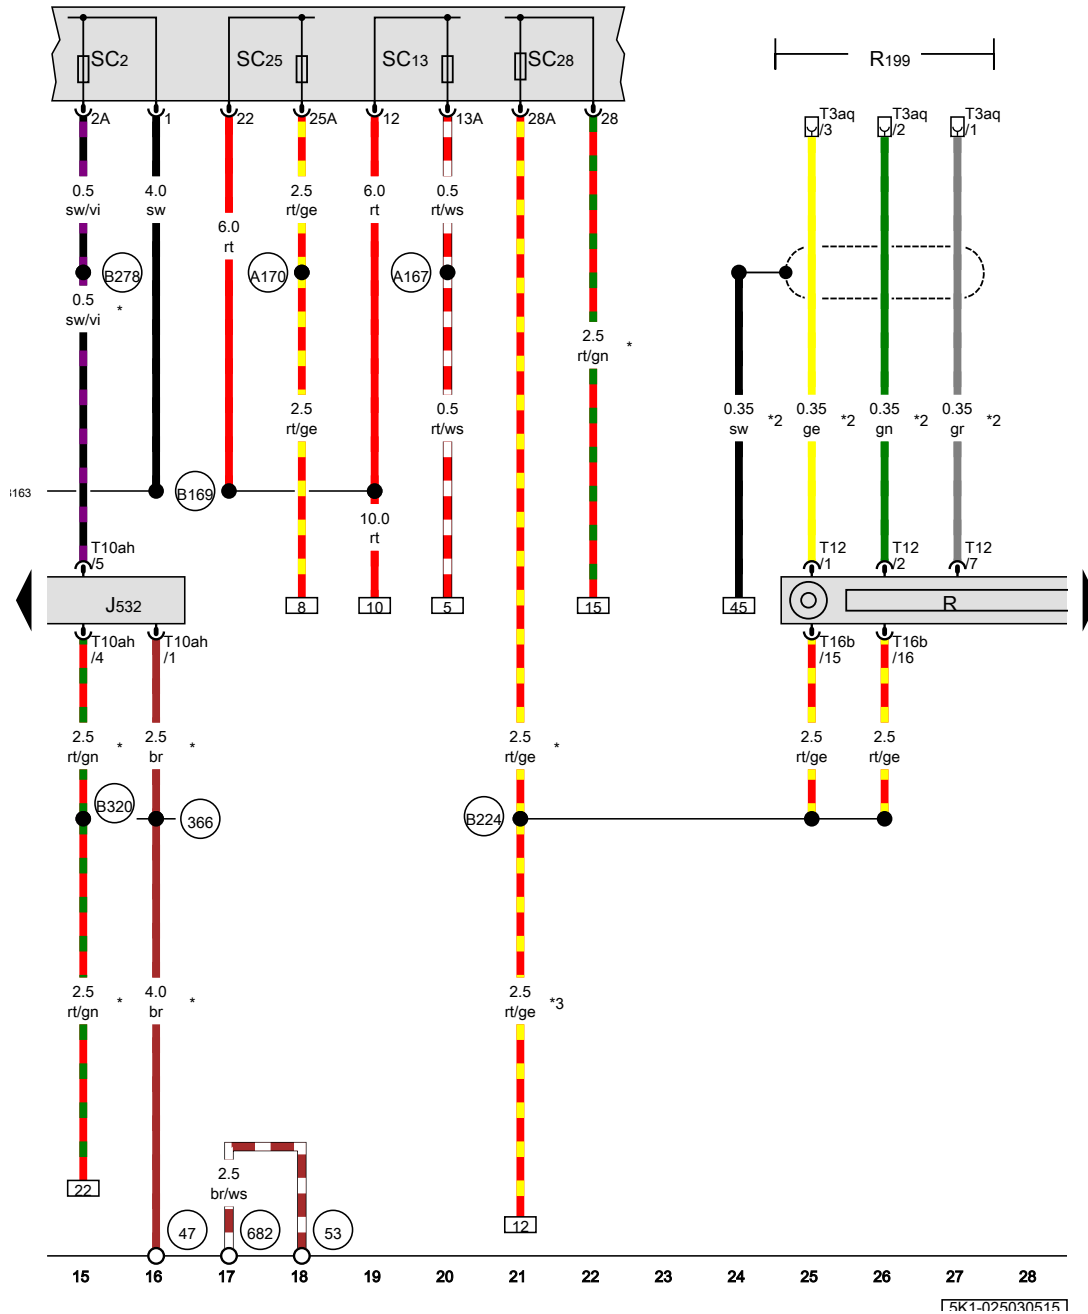 SC2 SC25 SC13 SC28 R199
2A 1 22 25A 12 13A 28A 28
T3aq /3 T3aq /2 T3aq /1
0.5 sw/vi
4.0 sw
6.0 rt
2.5 rt/ge
6.0 rt
0.5 rt/ws
B278 A170 A167
0.5 sw/vi *
2.5 rt/gn *
2.5 rt/ge
0.5 rt/ws
0.35 sw *2
0.35 ge *2
0.35 gn *2
0.35 gr *2
B169
10.0 rt
T10ah /5
T12 /1
T12 /2
T12 /7
J532
8 10 5 15 45
R
T10ah /4
T10ah /1
T16b /15
T16b /16
2.5 rt/gn *
2.5 br *
2.5 rt/ge *
2.5 rt/ge
2.5 rt/ge
B320 366 B224
2.5 rt/gn *
4.0 br *
2.5 rt/ge *3
2.5 br/ws
22
12
47 682 53
15 16 17 18 19 20 21 22 23 24 25 26 27 28
5K1-025030515